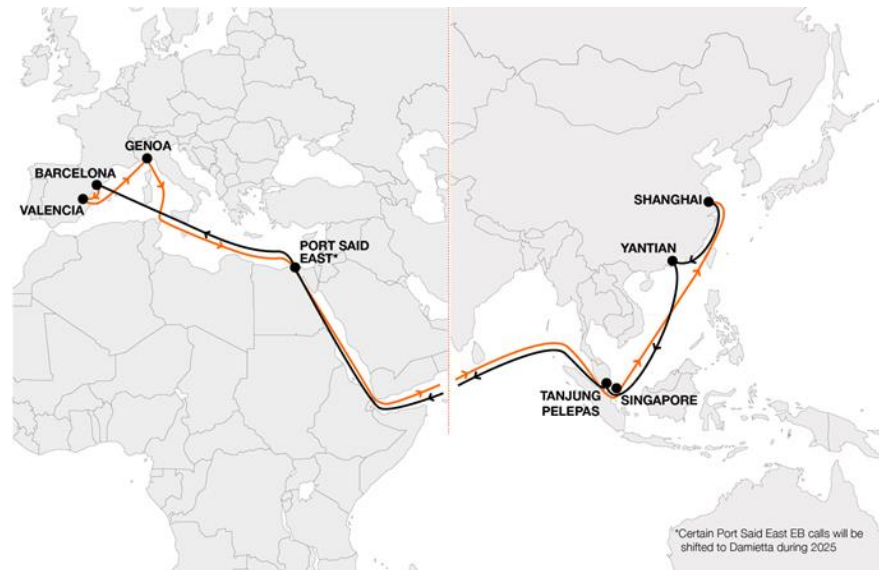 GENOA
BARCELONA
VALENCIA
PORT SAID
EAST*
SHANGHAI
YANTIAN
TANJUNG
PELEPAS
SINGAPORE
*Certain Port Said East EB calls will be
shifted to Damietta during 2025